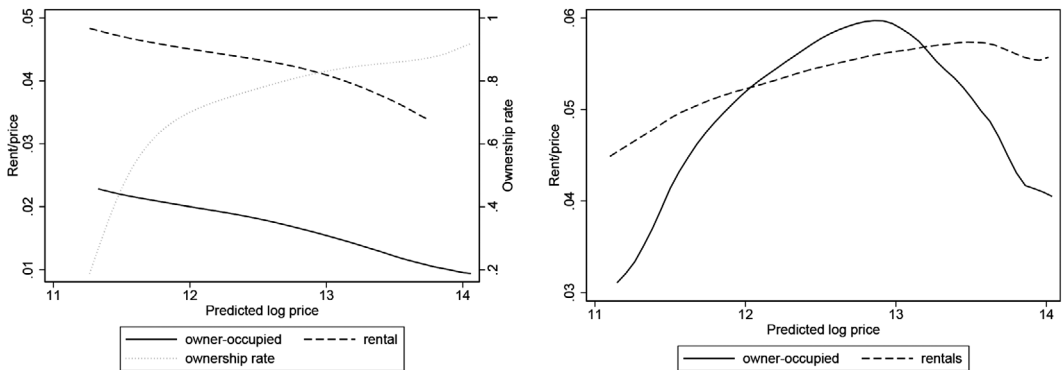 .05
.04
.03
.02
.01
Rent/price
1
.8
.6
.4
.2
Ownership rate
11 12 13 14
Predicted log price
owner-occupied rental
ownership rate
.06
.05
.04
.03
Rent/price
11 12 13 14
Predicted log price
owner-occupied rentals